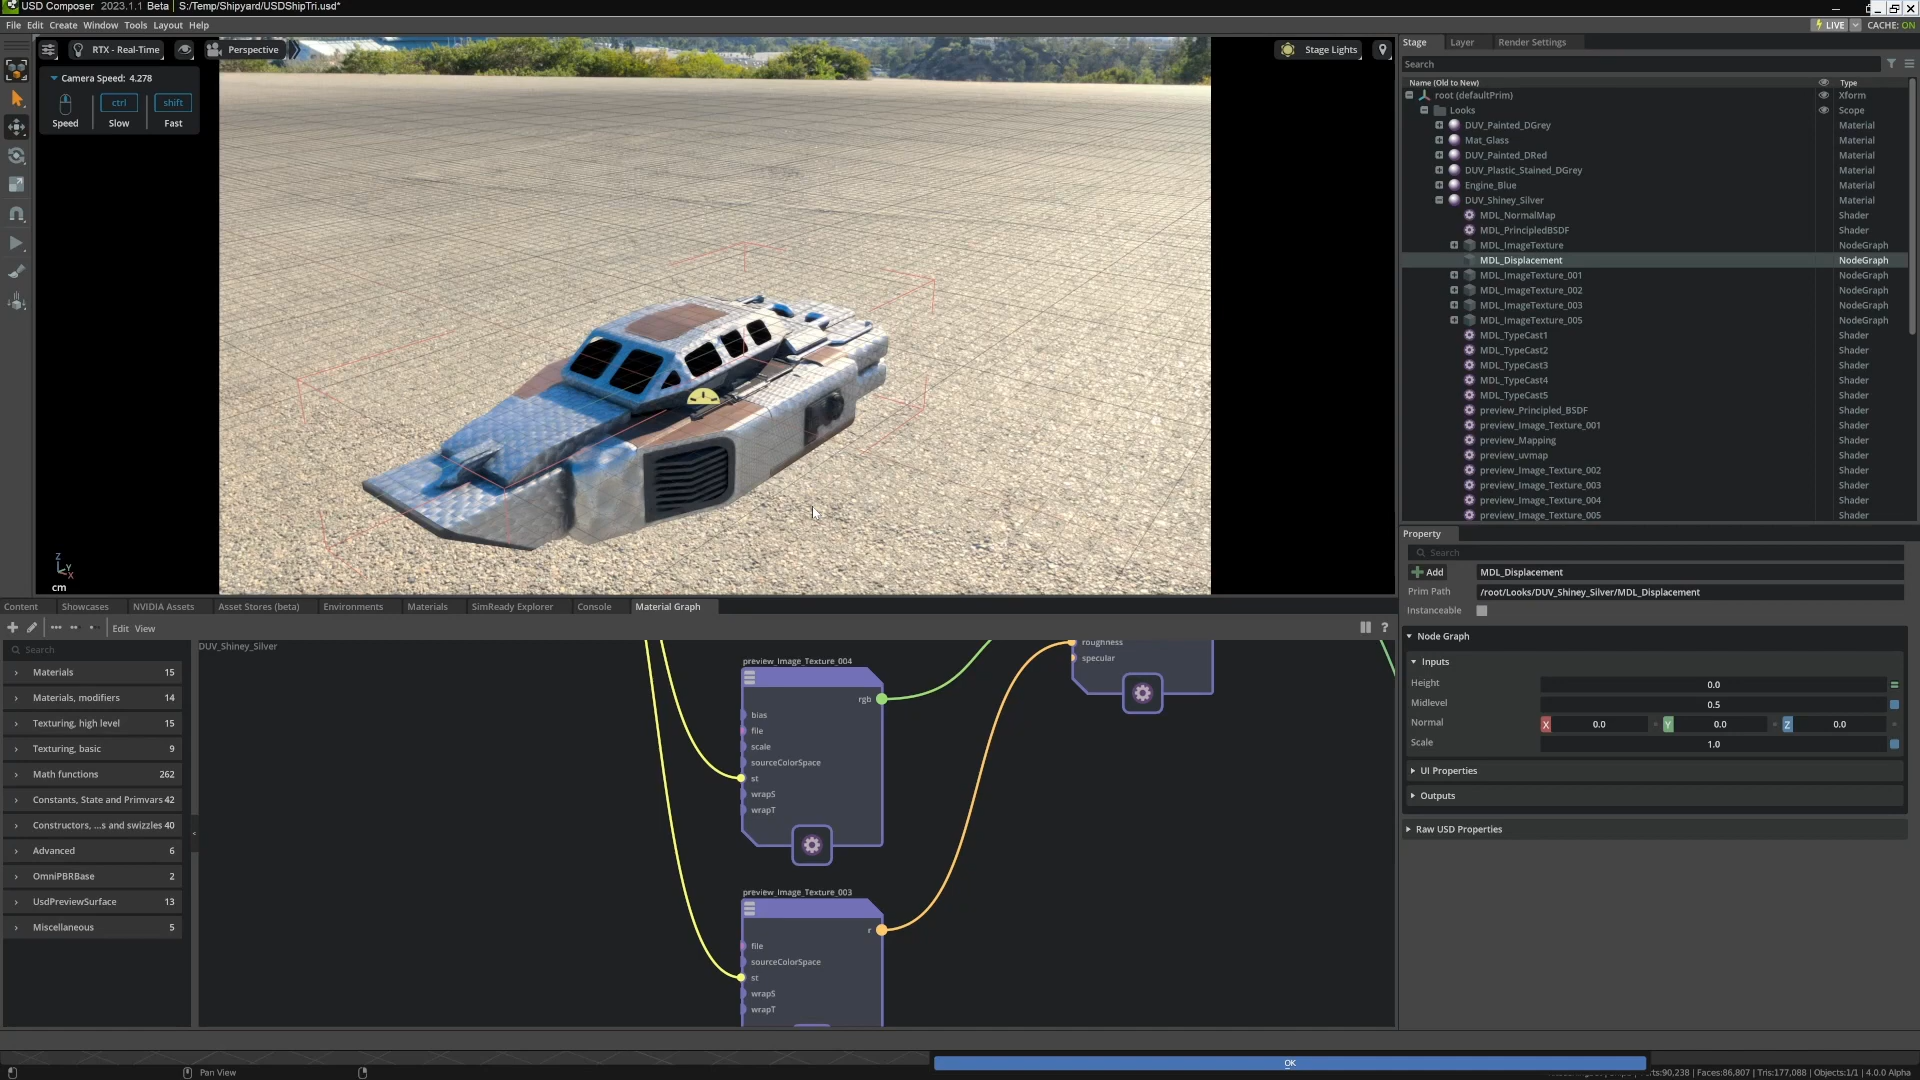 USD Composer 2023.1.1 Beta S:/Temp/Shipyard/USDShipTri.usd*
File Edit Create Window Tools Layout Help
LIVE CACHE: ON
RTX - Real-Time Perspective
Stage Lights
Camera Speed: 4.278
ctrl shift
Speed Slow Fast
Z
Y
X
cm
Stage Layer Render Settings
Search
Name (Old to New) Type
root (defaultPrim) Xform
Looks Scope
DUV_Painted_DGrey Material
Mat_Glass Material
DUV_Painted_DRed Material
DUV_Plastic_Stained_DGrey Material
Engine_Blue Material
DUV_Shiney_Silver Material
MDL_NormalMap Shader
MDL_PrincipledBSDF Shader
MDL_ImageTexture NodeGraph
MDL_Displacement NodeGraph
MDL_ImageTexture_001 NodeGraph
MDL_ImageTexture_002 NodeGraph
MDL_ImageTexture_003 NodeGraph
MDL_ImageTexture_005 NodeGraph
MDL_TypeCast1 Shader
MDL_TypeCast2 Shader
MDL_TypeCast3 Shader
MDL_TypeCast4 Shader
MDL_TypeCast5 Shader
preview_Principled_BSDF Shader
preview_Image_Texture_001 Shader
preview_Mapping Shader
preview_uvmap Shader
preview_Image_Texture_002 Shader
preview_Image_Texture_003 Shader
preview_Image_Texture_004 Shader
preview_Image_Texture_005 Shader
Property
Search
Add MDL_Displacement
Prim Path /root/Looks/DUV_Shiney_Silver/MDL_Displacement
Instanceable
Node Graph
Inputs
Height 0.0
Midlevel 0.5
Normal X 0.0 Y 0.0 Z 0.0
Scale 1.0
UI Properties
Outputs
Raw USD Properties
Content Showcases NVIDIA Assets Asset Stores (beta) Environments Materials SimReady Explorer Console Material Graph
Edit View ?
Search
Materials 15
Materials, modifiers 14
Texturing, high level 15
Texturing, basic 9
Math functions 262
Constants, State and Primvars 42
Constructors, ...s and swizzles 40
Advanced 6
OmniPBRBase 2
UsdPreviewSurface 13
Miscellaneous 5
DUV_Shiney_Silver
roughness
specular
preview_Image_Texture_004
rgb
bias
file
scale
sourceColorSpace
st
wrapS
wrapT
preview_Image_Texture_003
r
file
sourceColorSpace
st
wrapS
wrapT
OK
Pan View
Faces:86,807 | Tris:177,088 | Objects:1/1 | 4.0.0 Alpha